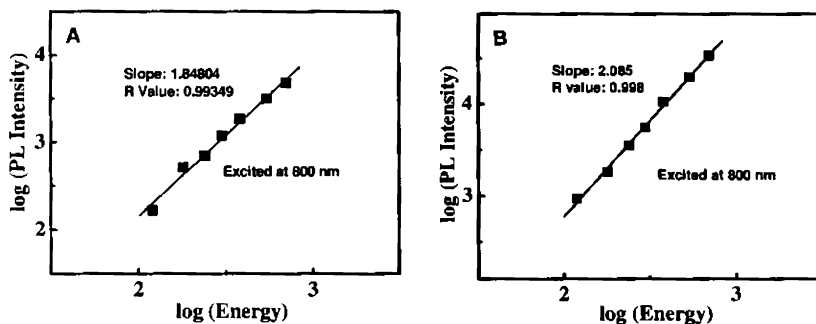 A
Slope: 1.84804
R Value: 0.99349
Excited at 800 nm
log (PL Intensity)
4
3
2
2
3
log (Energy)
B
Slope: 2.085
R value: 0.998
Excited at 800 nm
log (PL Intensity)
4
3
2
3
log (Energy)